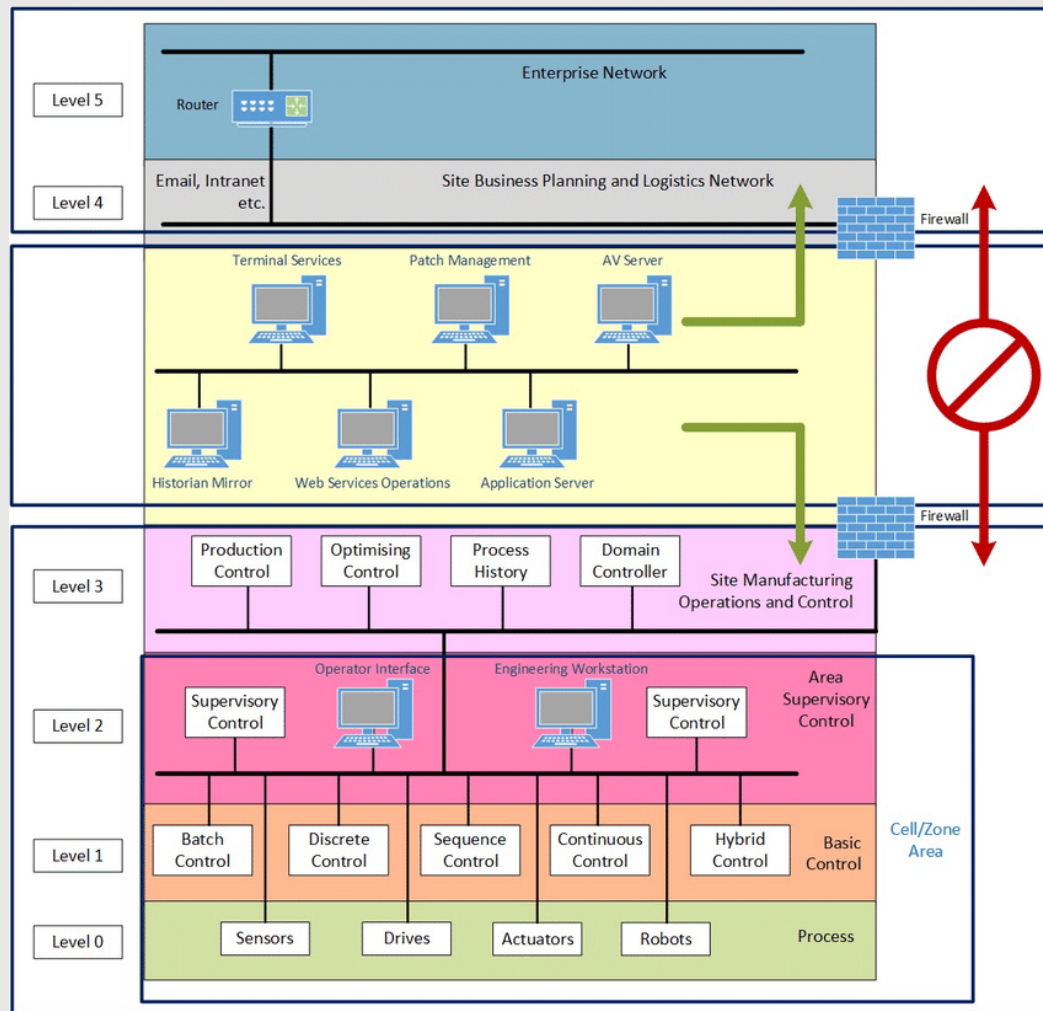 Enterprise Network
Level 5
Router
Email, Intranet
etc.
Site Business Planning and Logistics Network
Level 4
Firewall
Terminal Services
Patch Management
AV Server
Historian Mirror
Web Services Operations
Application Server
Firewall
Level 3
Production
Control
Optimising
Control
Process
History
Domain
Controller
Site Manufacturing
Operations and Control
Level 2
Supervisory
Control
Operator Interface
Engineering Workstation
Supervisory
Control
Area
Supervisory
Control
Level 1
Batch
Control
Discrete
Control
Sequence
Control
Continuous
Control
Hybrid
Control
Basic
Control
Cell/Zone
Area
Level 0
Sensors
Drives
Actuators
Robots
Process